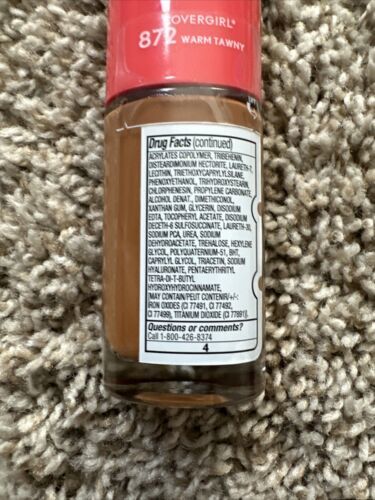 COVERGIRL®
872 WARM TAWNY
Drug Facts (continued)
ACRYLATES COPOLYMER, TRIBEHENIN,
DISTEARDIMONIUM HECTORITE, LAURETH-7,
LECITHIN, TRIETHOXYCAPRYLYLSILANE,
PHENOXYETHANOL, TRIHYDROXYSTEARIN,
CHLORPHENESIN, PROPYLENE CARBONATE,
ALCOHOL DENAT., DIMETHICONOL,
XANTHAN GUM, GLYCERIN, DISODIUM
EDTA, TOCOPHERYL ACETATE, DISODIUM
DECETH-6 SULFOSUCCINATE, LAURETH-30,
SODIUM PCA, UREA, SODIUM
DEHYDROACETATE, TREHALOSE, HEXYLENE
GLYCOL, POLYQUATERNIUM-51, BHT,
CAPRYLYL GLYCOL, TRIACETIN, SODIUM
HYALURONATE, PENTAERYTHRITYL
TETRA-DI-T-BUTYL
HYDROXYHYDROCINNAMATE,
[MAY CONTAIN/PEUT CONTENIR/+/-:
IRON OXIDES (CI 77491, CI 77492,
CI 77499), TITANIUM DIOXIDE (CI 77891)].
Questions or comments?
Call 1-800-426-8374
4